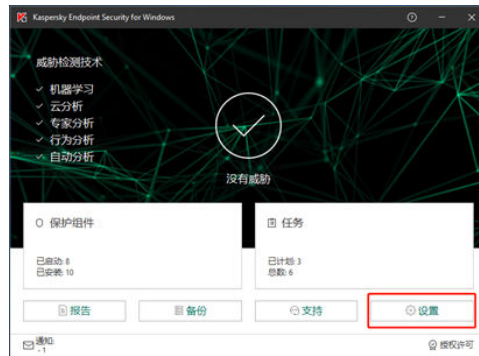 Kaspersky Endpoint Security for Windows
威胁检测技术
机器学习
云分析
专家分析
行为分析
自动分析
没有威胁
保护组件
已启动: 8
已安装: 10
任务
已计划: 3
总数: 6
报告
备份
支持
设置
通知:
- 1
授权许可